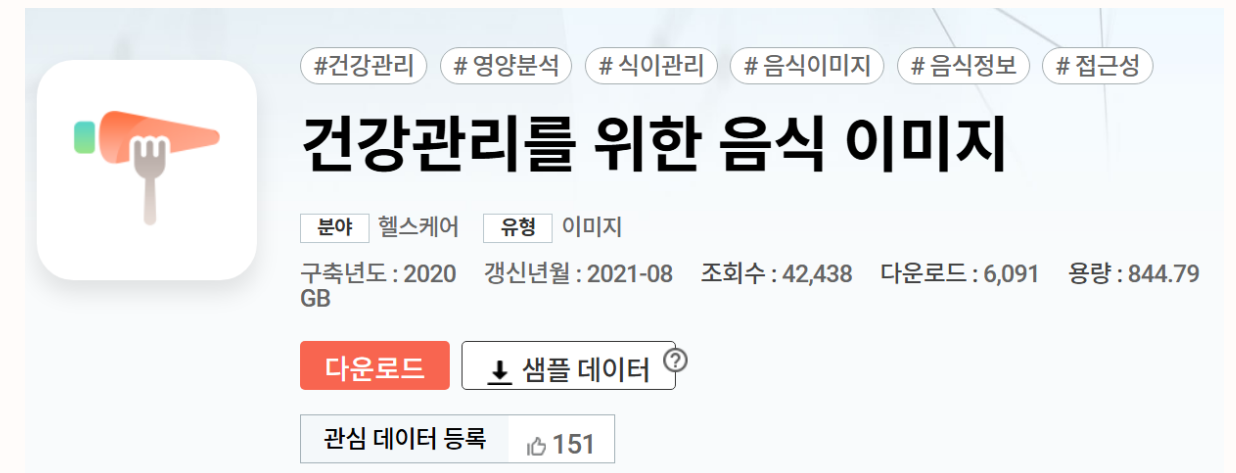 #건강관리 # 영양분석 # 식이관리 # 음식이미지 # 음식정보 # 접근성
건강관리를 위한 음식 이미지
분야 헬스케어 유형 이미지
구축년도 : 2020 갱신년월 : 2021-08 조회수 : 42,438 다운로드 : 6,091 용량 : 844.79
GB
다운로드 샘플 데이터 ?
관심 데이터 등록 151